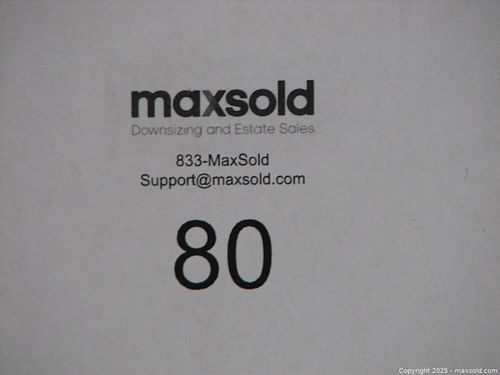 maxsold
Downsizing and Estate Sales
833-MaxSold
Support@maxsold.com
80
Copyright 2025 - maxsold.com